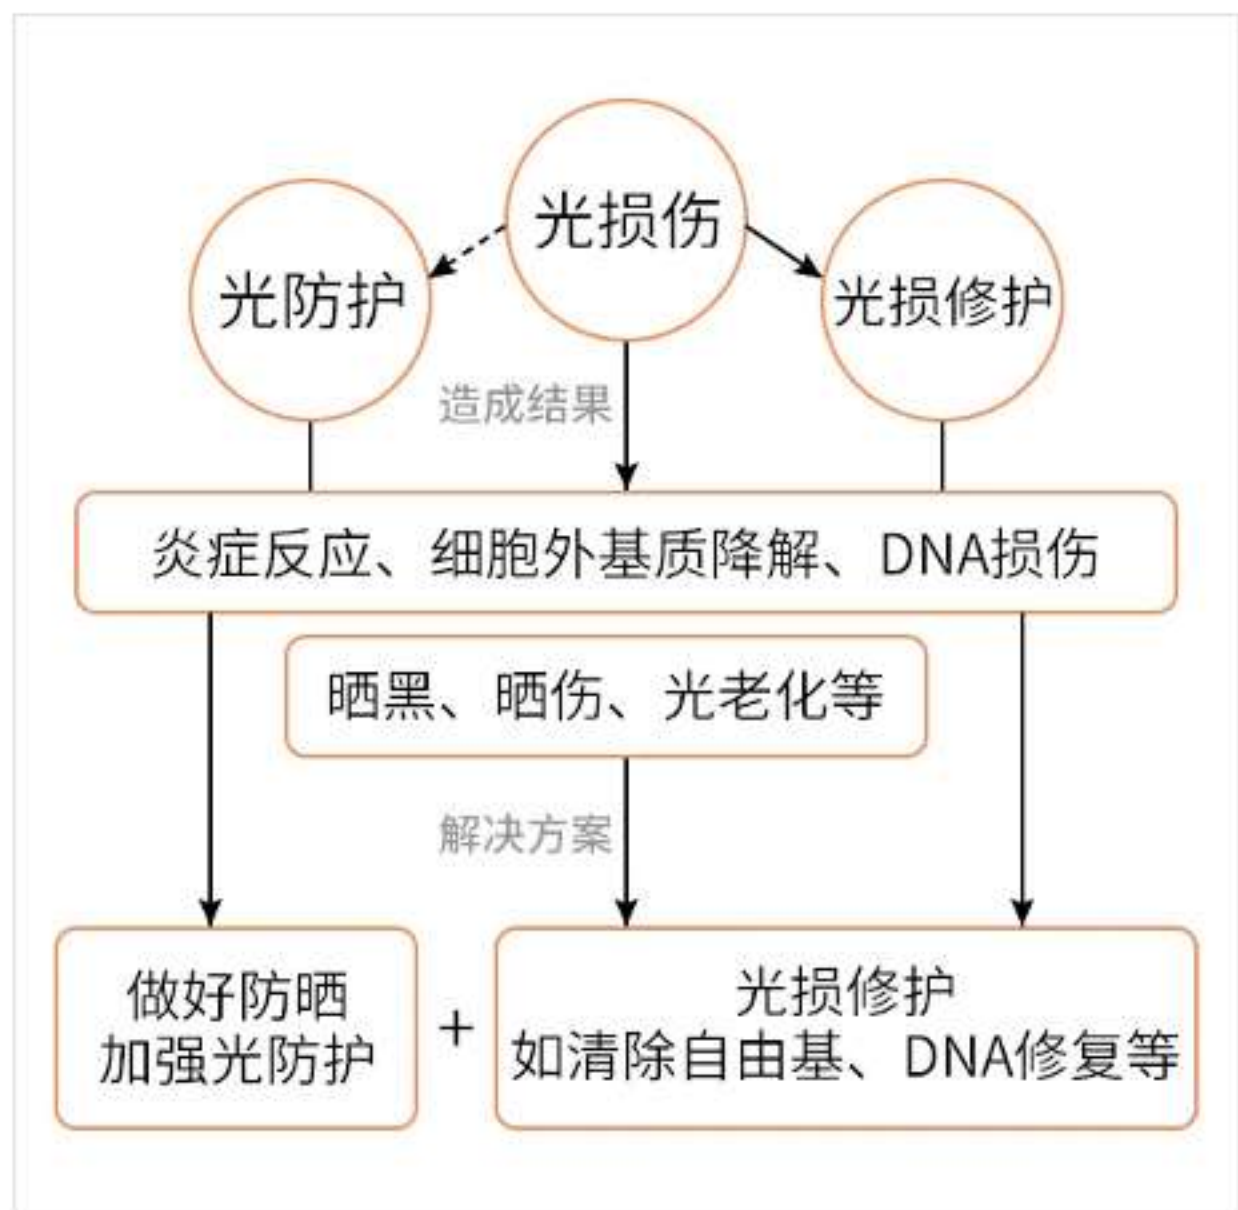 光损伤
光防护
光损修护
造成结果
炎症反应、细胞外基质降解、DNA损伤
晒黑、晒伤、光老化等
解决方案
做好防晒
加强光防护
+
光损修护
如清除自由基、DNA修复等